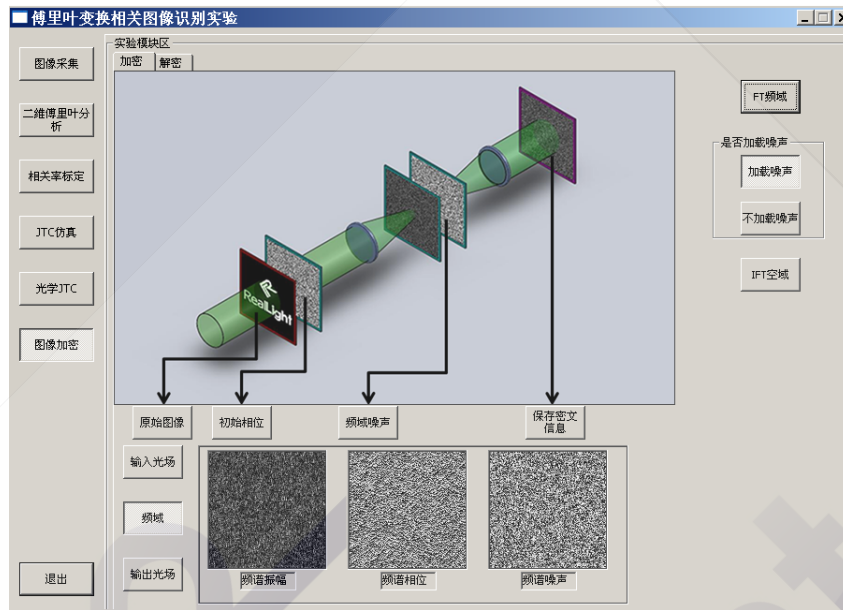 傅里叶变换相关图像识别实验
实验模块区
加密
解密
图像采集
二维傅里叶分
析
相关率标定
JTC仿真
光学JTC
图像加密
退出
RealLight
FT频域
是否加载噪声
加载噪声
不加载噪声
IFT空域
原始图像
初始相位
频域噪声
保存密文
信息
输入光场
频域
输出光场
频谱振幅
频谱相位
频谱噪声